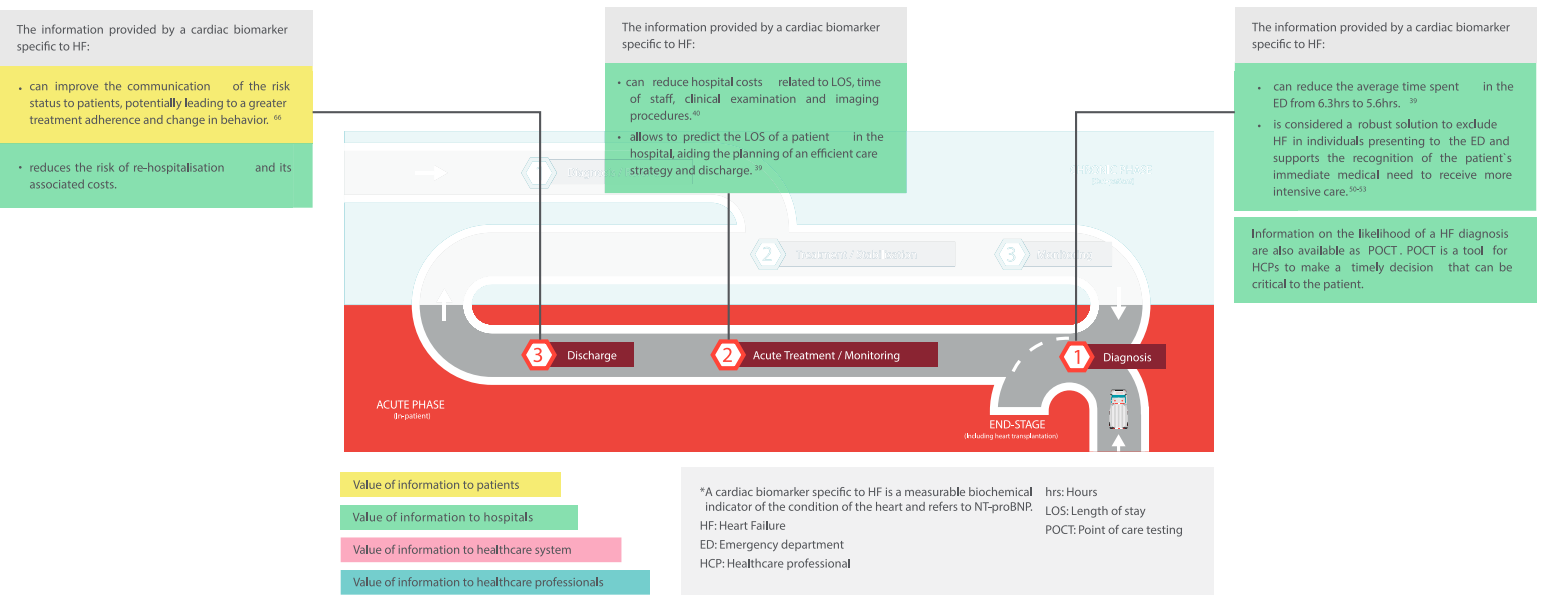 The information provided by a cardiac biomarker
specific to HF:
• can improve the communication of the risk
status to patients, potentially leading to a greater
treatment adherence and change in behavior. 66
• reduces the risk of re-hospitalisation and its
associated costs.
The information provided by a cardiac biomarker
specific to HF:
• can reduce hospital costs related to LOS, time
of staff, clinical examination and imaging
procedures.40
• allows to predict the LOS of a patient in the
hospital, aiding the planning of an efficient care
strategy and discharge. 39
The information provided by a cardiac biomarker
specific to HF:
• can reduce the average time spent in the
ED from 6.3hrs to 5.6hrs. 39
• is considered a robust solution to exclude
HF in individuals presenting to the ED and
supports the recognition of the patient`s
immediate medical need to receive more
intensive care.50-53
Information on the likelihood of a HF diagnosis
are also available as POCT . POCT is a tool for
HCPs to make a timely decision that can be
critical to the patient.
1
2 Treatment / Stabilisation
3 Monitoring
3 Discharge
2 Acute Treatment / Monitoring
1 Diagnosis
ACUTE PHASE
(In-patient)
END-STAGE
(Including heart transplantation)
Value of information to patients
Value of information to hospitals
Value of information to healthcare system
Value of information to healthcare professionals
*A cardiac biomarker specific to HF is a measurable biochemical
indicator of the condition of the heart and refers to NT-proBNP.
HF: Heart Failure
ED: Emergency department
HCP: Healthcare professional
hrs: Hours
LOS: Length of stay
POCT: Point of care testing